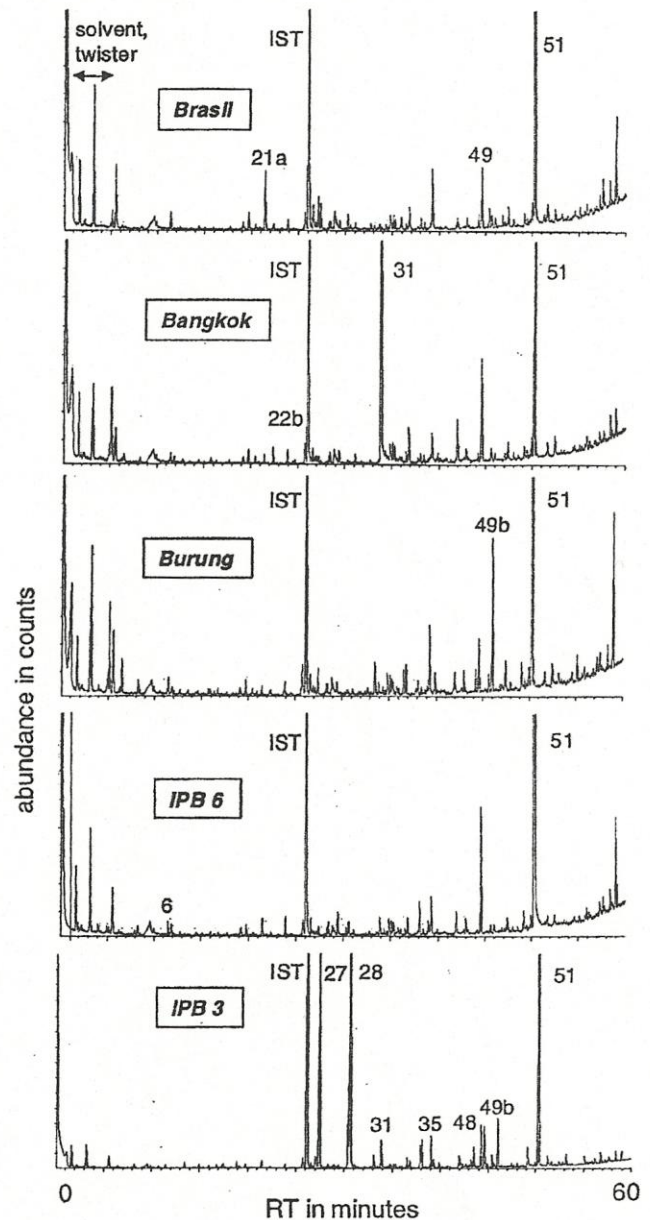 solvent,
twister
IST
51
Brasil
21a
49
IST
31
51
Bangkok
22b
IST
51
49b
Burung
IST
51
IPB 6
6
IST
27
28
51
IPB 3
31
35
48
49b
abundance in counts
0
60
RT in minutes